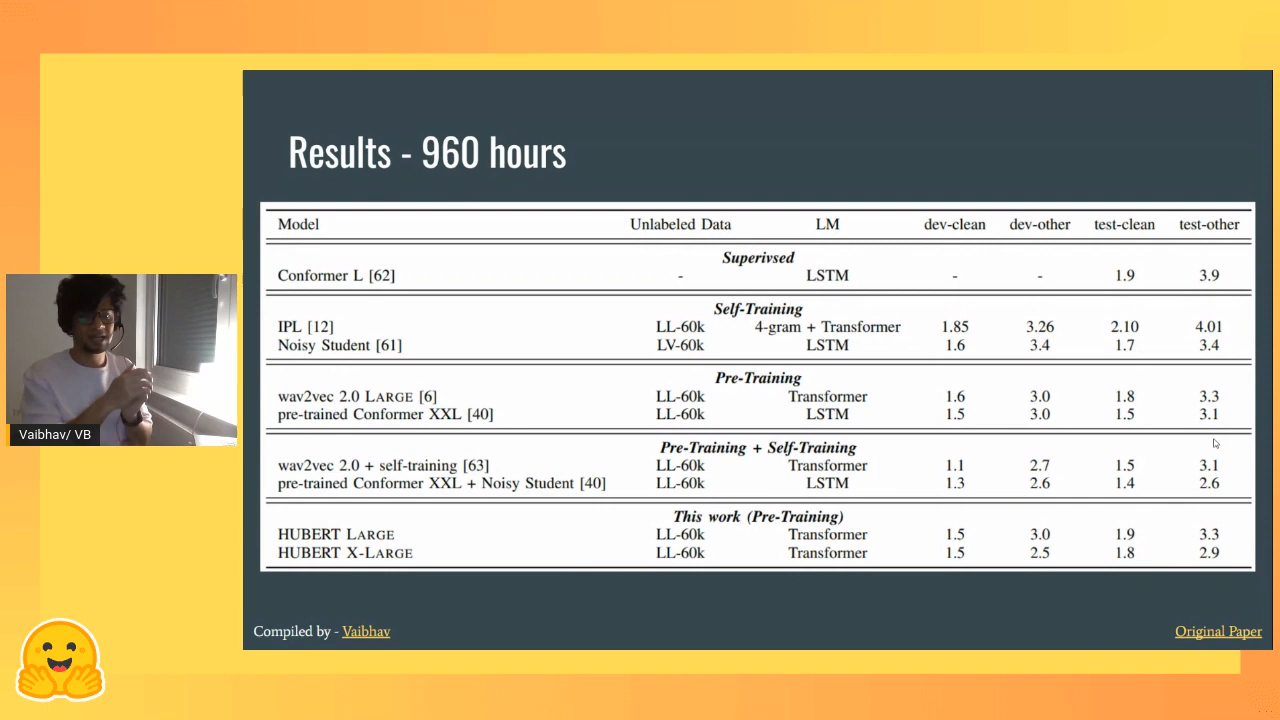 Results - 960 hours
Model Unlabeled Data LM dev-clean dev-other test-clean test-other
Superivsed
Conformer L [62] - LSTM - - 1.9 3.9
Self-Training
IPL [12] LL-60k 4-gram + Transformer 1.85 3.26 2.10 4.01
Noisy Student [61] LV-60k LSTM 1.6 3.4 1.7 3.4
Pre-Training
wav2vec 2.0 LARGE [6] LL-60k Transformer 1.6 3.0 1.8 3.3
pre-trained Conformer XXL [40] LL-60k LSTM 1.5 3.0 1.5 3.1
Pre-Training + Self-Training
wav2vec 2.0 + self-training [63] LL-60k Transformer 1.1 2.7 1.5 3.1
pre-trained Conformer XXL + Noisy Student [40] LL-60k LSTM 1.3 2.6 1.4 2.6
This work (Pre-Training)
HUBERT LARGE LL-60k Transformer 1.5 3.0 1.9 3.3
HUBERT X-LARGE LL-60k Transformer 1.5 2.5 1.8 2.9
Vaibhav/ VB
Compiled by - Vaibhav
Original Paper